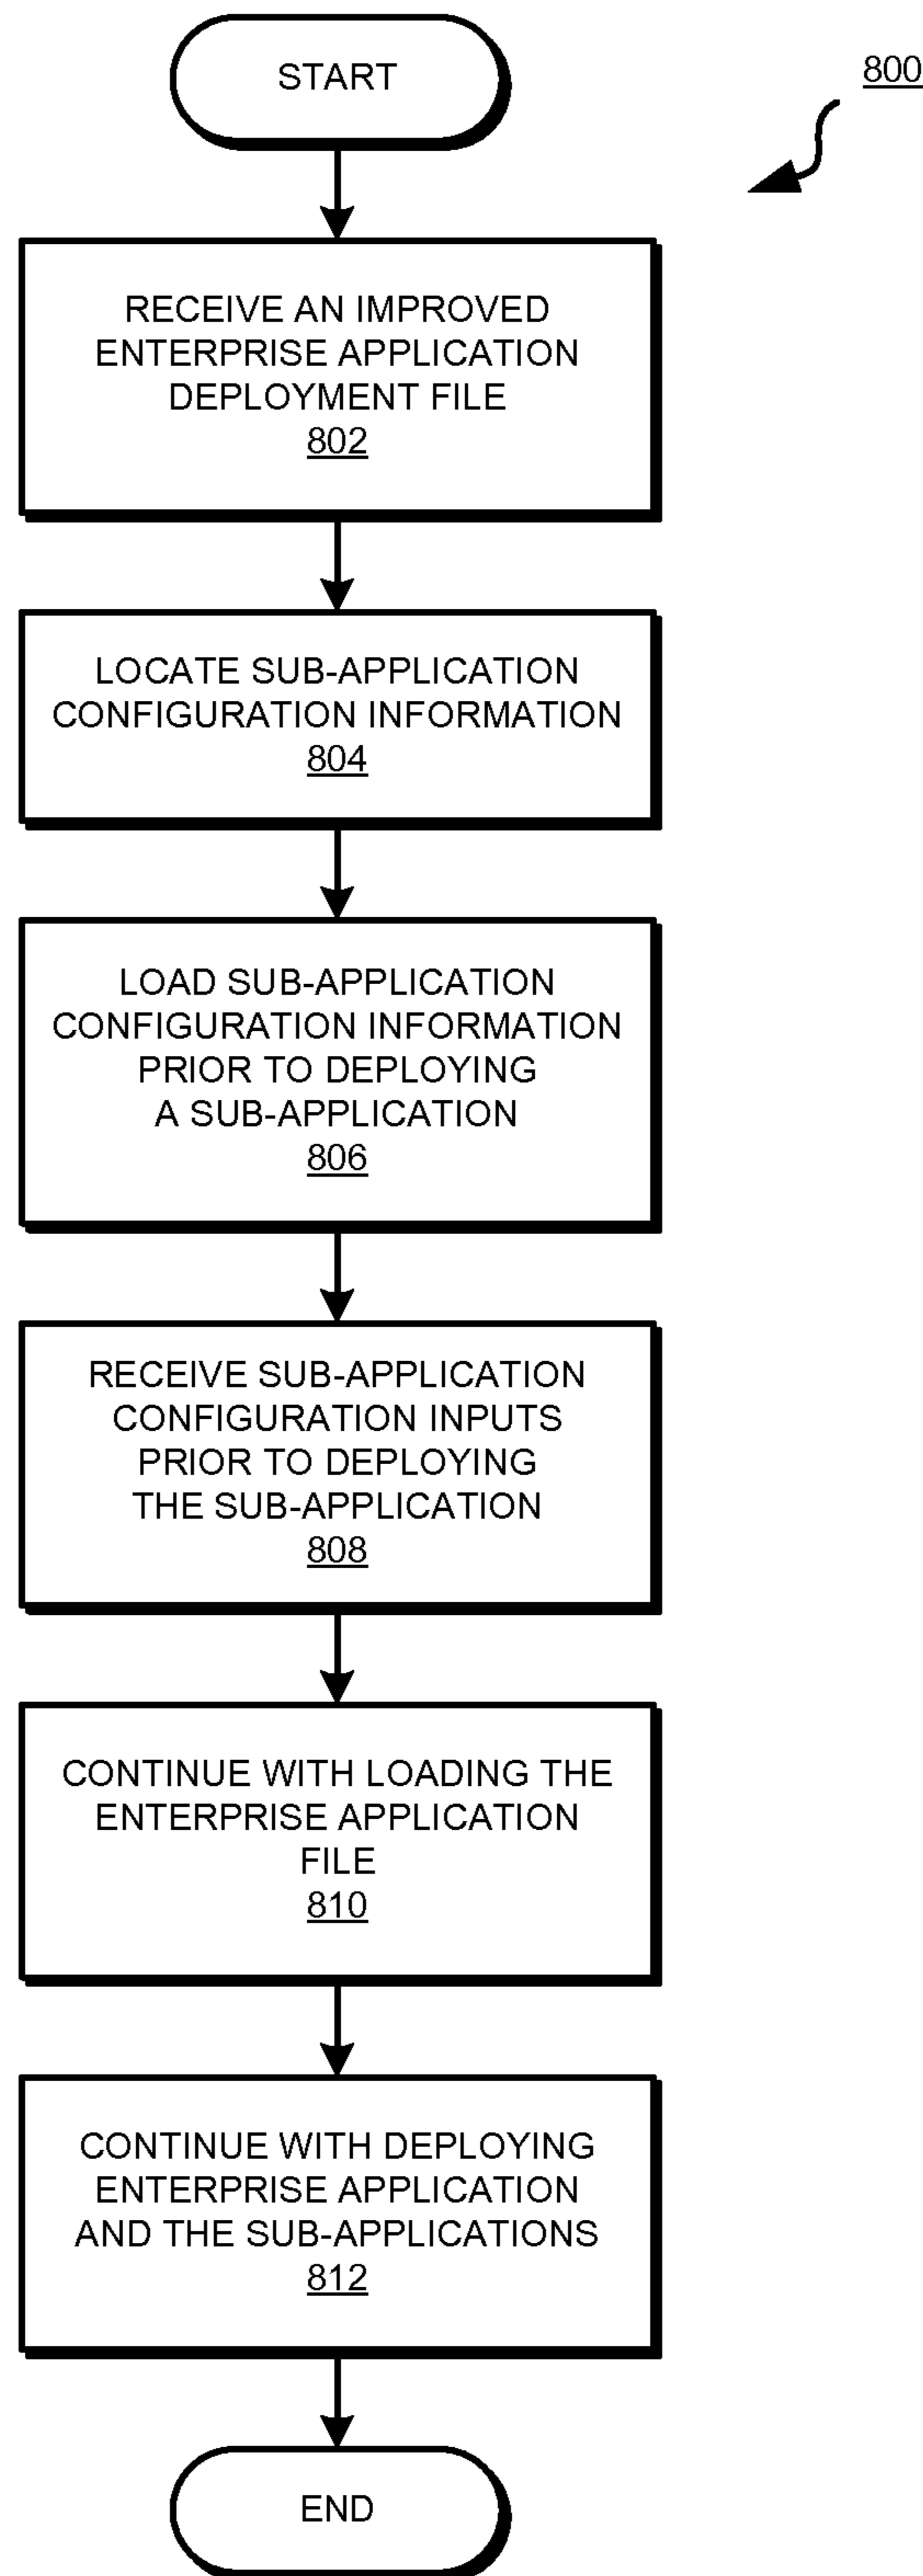 START
800
RECEIVE AN IMPROVED
ENTERPRISE APPLICATION
DEPLOYMENT FILE
802
LOCATE SUB-APPLICATION
CONFIGURATION INFORMATION
804
LOAD SUB-APPLICATION
CONFIGURATION INFORMATION
PRIOR TO DEPLOYING
A SUB-APPLICATION
806
RECEIVE SUB-APPLICATION
CONFIGURATION INPUTS
PRIOR TO DEPLOYING
THE SUB-APPLICATION
808
CONTINUE WITH LOADING THE
ENTERPRISE APPLICATION
FILE
810
CONTINUE WITH DEPLOYING
ENTERPRISE APPLICATION
AND THE SUB-APPLICATIONS
812
END